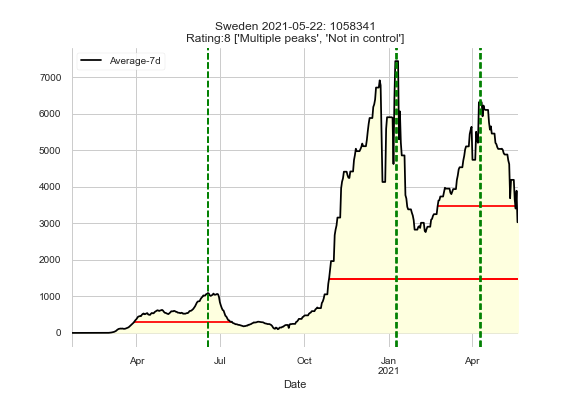 Sweden 2021-05-22: 1058341
Rating:8 ['Multiple peaks', 'Not in control']
Average-7d
7000
6000
5000
4000
3000
2000
1000
0
Apr Jul Oct Jan Apr
2021
Date